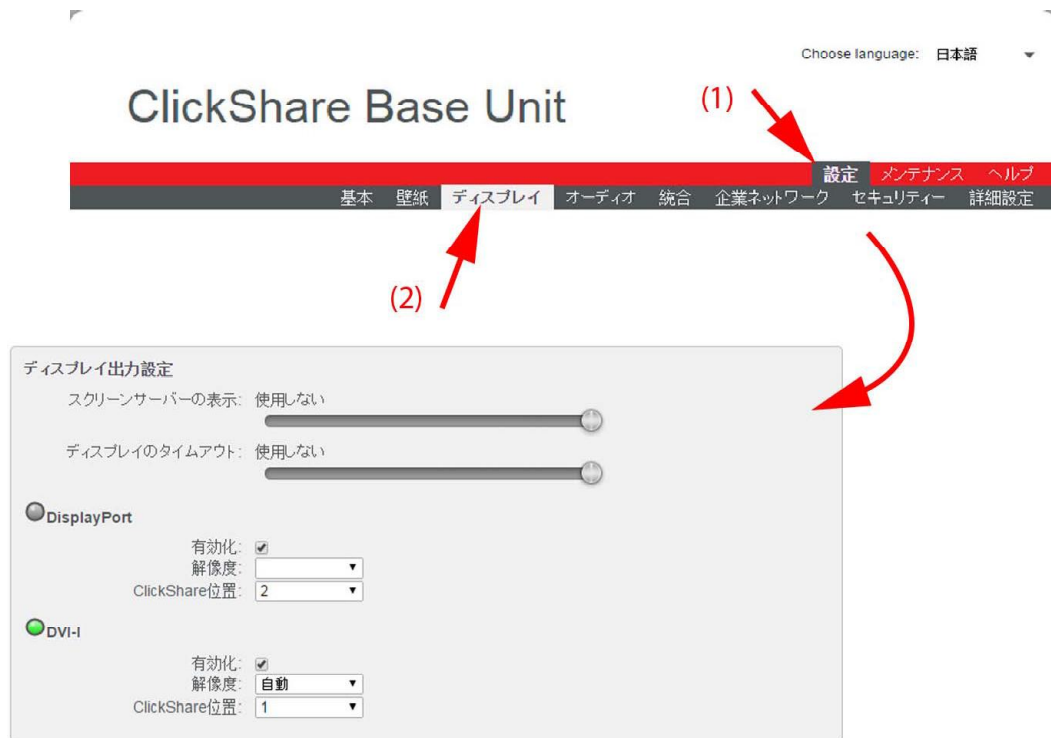 Choose language: 日本語
ClickShare Base Unit
(1)
設定 メンテナンス ヘルプ
基本 壁紙 ディスプレイ オーディオ 統合 企業ネットワーク セキュリティー 詳細設定
(2)
ディスプレイ出力設定
スクリーンサーバーの表示: 使用しない
ディスプレイのタイムアウト: 使用しない
DisplayPort
有効化:
解像度:
ClickShare位置: 2
DVI-I
有効化:
解像度: 自動
ClickShare位置: 1